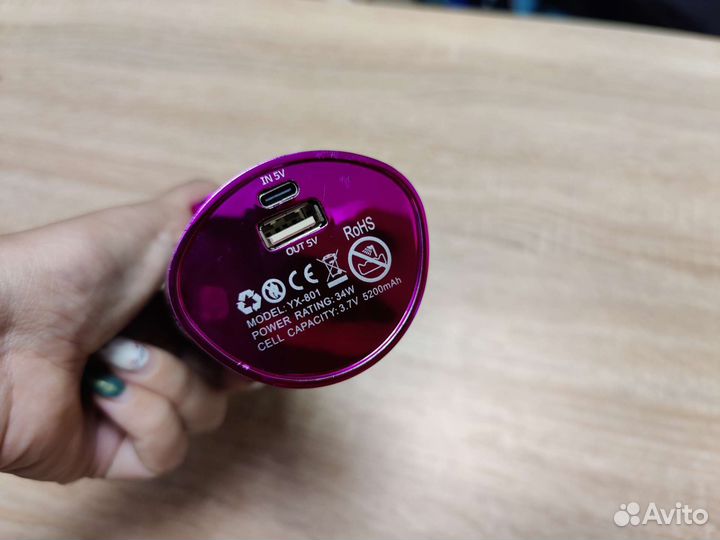 IN 5V
OUT 5V
RoHS
CE
MODEL: YX-801
POWER RATING: 34W
CELL CAPACITY: 3.7V 5200mAh
Avito